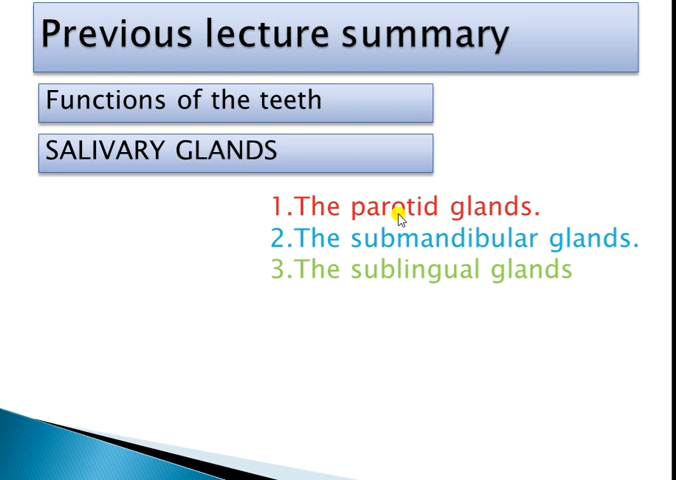 Previous lecture summary
Functions of the teeth
SALIVARY GLANDS
1.The parotid glands.
2.The submandibular glands.
3.The sublingual glands